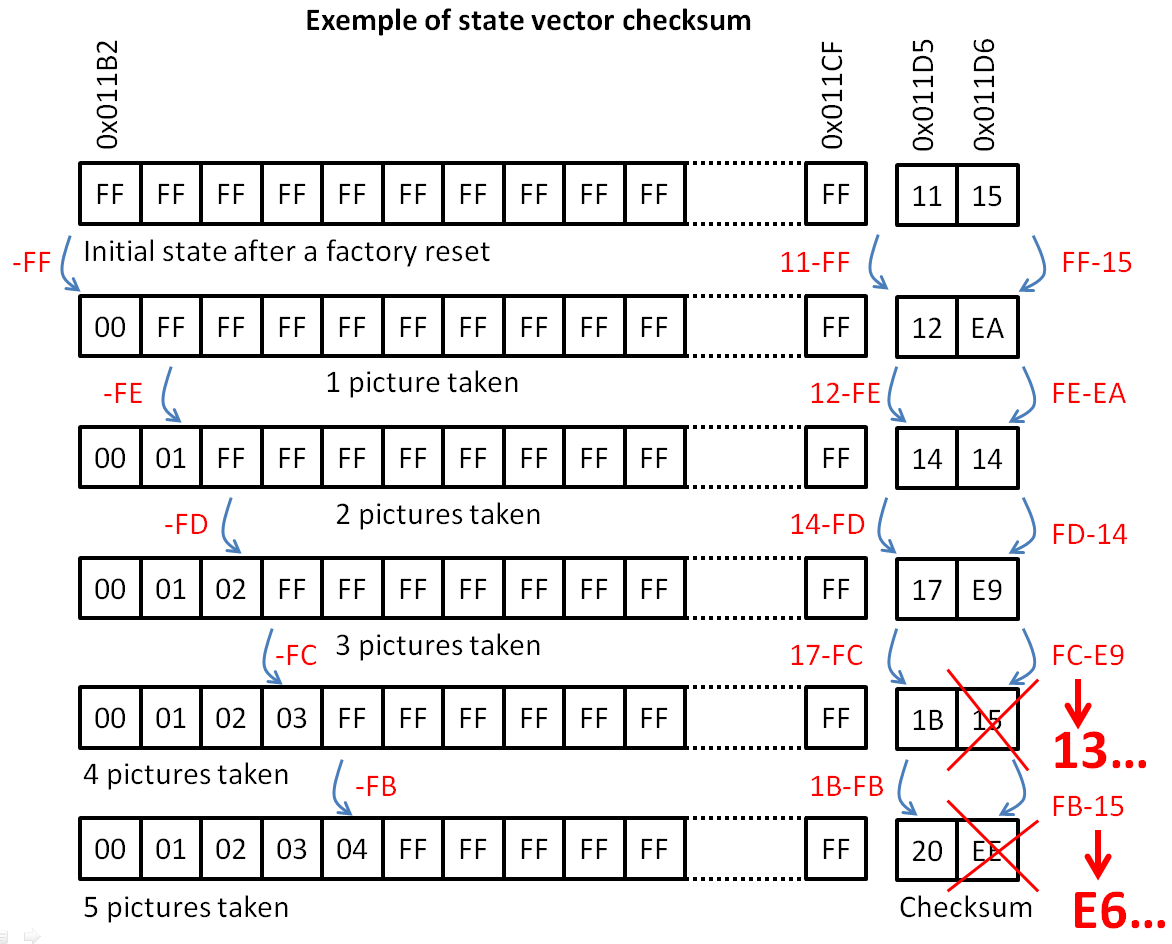 Exemple of state vector checksum
0x011B2 0x011CF 0x011D5 0x011D6
FF FF FF FF FF FF FF FF FF FF FF 11 15
Initial state after a factory reset
-FF 11-FF FF-15
00 FF FF FF FF FF FF FF FF FF FF 12 EA
1 picture taken
-FE 12-FE FE-EA
00 01 FF FF FF FF FF FF FF FF FF 14 14
2 pictures taken
-FD 14-FD FD-14
00 01 02 FF FF FF FF FF FF FF FF 17 E9
3 pictures taken
-FC 17-FC FC-E9
00 01 02 03 FF FF FF FF FF FF FF 1B 15
13...
4 pictures taken
-FB 1B-FB FB-15
00 01 02 03 04 FF FF FF FF FF FF 20 EE
5 pictures taken
Checksum
E6...